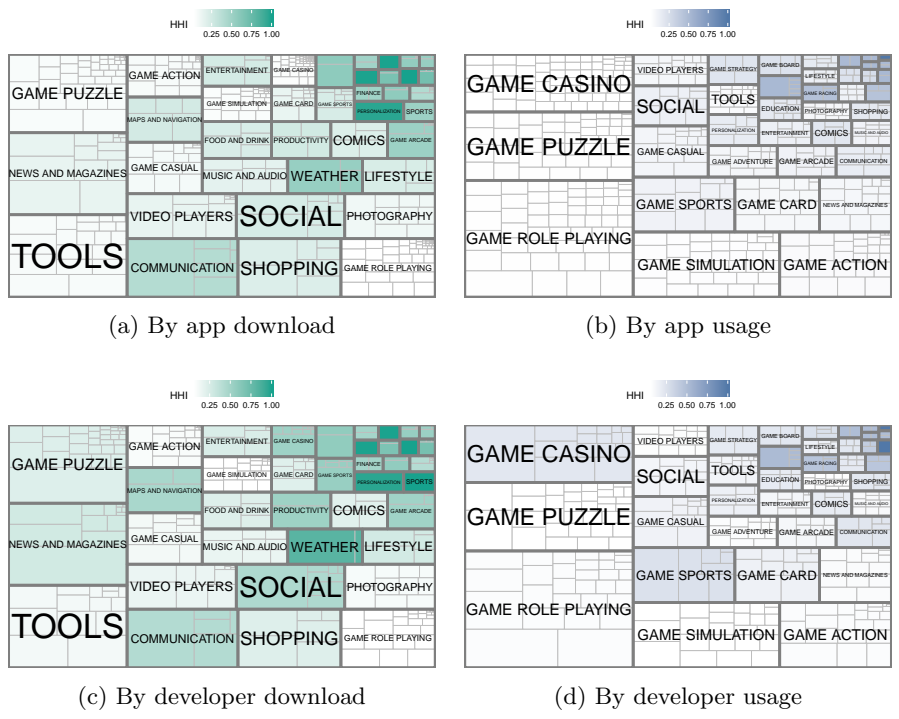 HHI
0.25 0.50 0.75 1.00
GAME PUZZLE
NEWS AND MAGAZINES
TOOLS
GAME ACTION
MAPS AND NAVIGATION
GAME CASUAL
VIDEO PLAYERS
COMMUNICATION
ENTERTAINMENT
GAME SIMULATION
FOOD AND DRINK
MUSIC AND AUDIO
SOCIAL
SHOPPING
GAME CASINO
GAME CARD
PRODUCTIVITY
WEATHER
GAME SPORTS
COMICS
LIFESTYLE
PHOTOGRAPHY
GAME ROLE PLAYING
FINANCE
PERSONALIZATION
SPORTS
GAME ARCADE
(a) By app download
HHI
0.25 0.50 0.75 1.00
GAME CASINO
GAME PUZZLE
GAME ROLE PLAYING
VIDEO PLAYERS
SOCIAL
GAME CASUAL
GAME SPORTS
GAME SIMULATION
GAME STRATEGY
TOOLS
PERSONALIZATION
GAME ADVENTURE
GAME CARD
GAME ACTION
GAME BOARD
EDUCATION
ENTERTAINMENT
GAME ARCADE
NEWS AND MAGAZINES
LIFESTYLE
GAME RACING
PHOTOGRAPHY
SHOPPING
COMICS
MUSIC AND AUDIO
COMMUNICATION
(b) By app usage
HHI
0.25 0.50 0.75 1.00
GAME PUZZLE
NEWS AND MAGAZINES
TOOLS
GAME ACTION
MAPS AND NAVIGATION
GAME CASUAL
VIDEO PLAYERS
COMMUNICATION
ENTERTAINMENT
GAME SIMULATION
FOOD AND DRINK
MUSIC AND AUDIO
SOCIAL
SHOPPING
GAME CASINO
GAME CARD
PRODUCTIVITY
WEATHER
GAME SPORTS
COMICS
LIFESTYLE
PHOTOGRAPHY
GAME ROLE PLAYING
FINANCE
PERSONALIZATION
SPORTS
GAME ARCADE
(c) By developer download
HHI
0.25 0.50 0.75 1.00
GAME CASINO
GAME PUZZLE
GAME ROLE PLAYING
VIDEO PLAYERS
SOCIAL
GAME CASUAL
GAME SPORTS
GAME SIMULATION
GAME STRATEGY
TOOLS
PERSONALIZATION
GAME ADVENTURE
GAME CARD
GAME ACTION
GAME BOARD
EDUCATION
ENTERTAINMENT
GAME ARCADE
NEWS AND MAGAZINES
LIFESTYLE
GAME RACING
PHOTOGRAPHY
SHOPPING
COMICS
MUSIC AND AUDIO
COMMUNICATION
(d) By developer usage